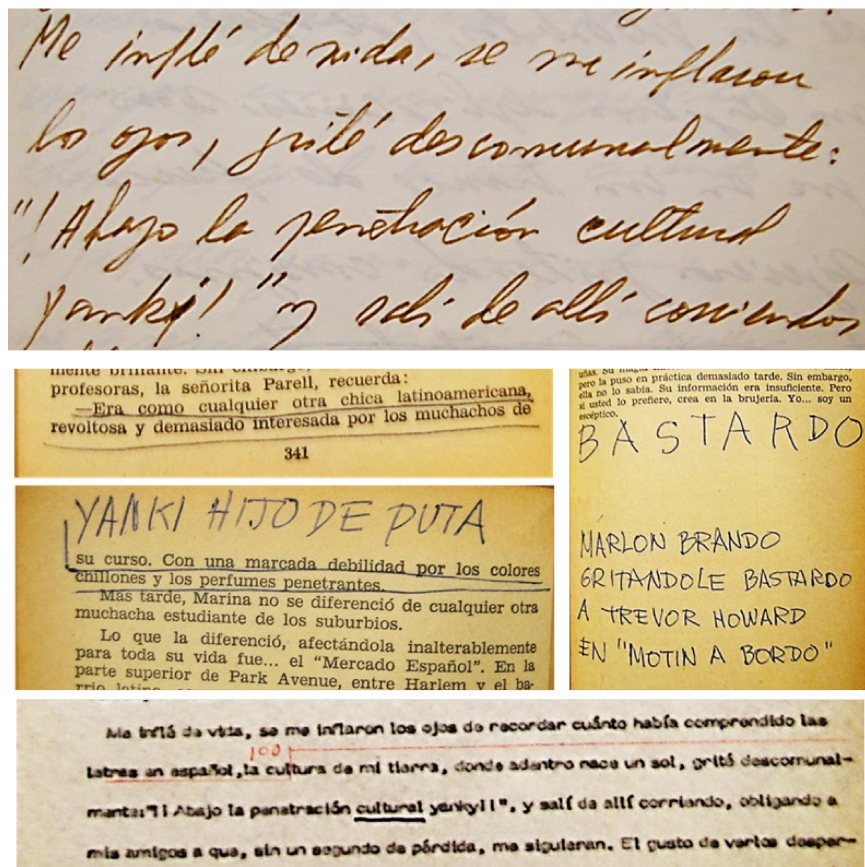 Me inflé de vida, se me inflaron
los ojos, grité descomunalmente:
"¡Abajo la penetración cultural
yanky!" y salí de allí corriendo
mente brillante. Sin embargo,
profesoras, la señorita Parell, recuerda:
—Era como cualquier otra chica latinoamericana,
revoltosa y demasiado interesada por los muchachos de
341
YANKI HIJO DE PUTA
su curso. Con una marcada debilidad por los colores
chillones y los perfumes penetrantes.
Más tarde, Marina no se diferenció de cualquier otra
muchacha estudiante de los suburbios.
Lo que la diferenció, afectándola inalterablemente
para toda su vida fue... el "Mercado Español". En la
parte superior de Park Avenue, entre Harlem y el ba-
rrio latino,
uñas. Su
pero la puso en práctica demasiado tarde. Sin embargo,
ella no lo sabía. Su información era insuficiente. Pero
si usted lo prefiere, crea en la brujería. Yo... soy un
escéptico.
BASTARDO
MARLON BRANDO
GRITANDOLE BASTARDO
A TREVOR HOWARD
EN "MOTIN A BORDO"
Me inflé de vida, se me inflaron los ojos de recordar cuánto había comprendido las
100
letras en español, la cultura de mi tierra, donde adentro nace un sol, grité descomunal-
mente: "¡¡Abajo la penetración cultural yanky!!", y salí de allí corriendo, obligando a
mis amigos a que, sin un segundo de pérdida, me siguieran. El gusto de verlos desper-